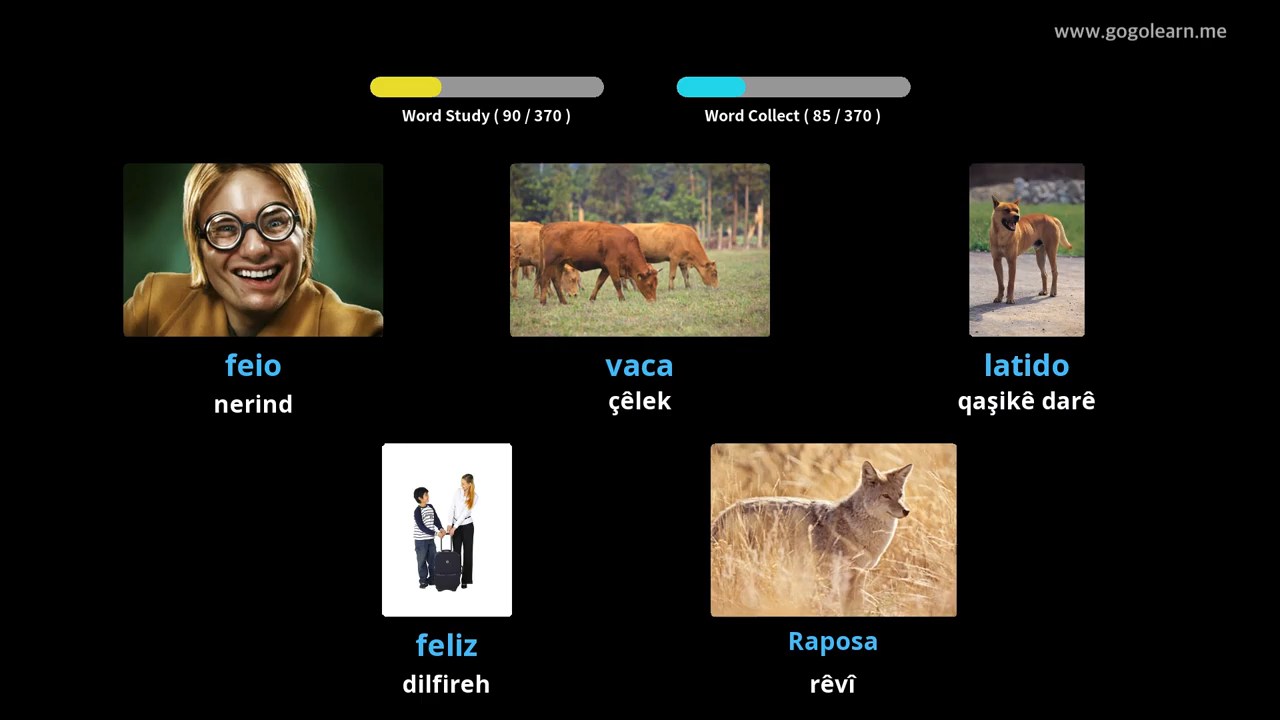 www.gogolearn.me
Word Study ( 90 / 370 )
Word Collect ( 85 / 370 )
feio
nerind
vaca
çêlek
latido
qaşikê darê
feliz
dilfireh
Raposa
rêvî